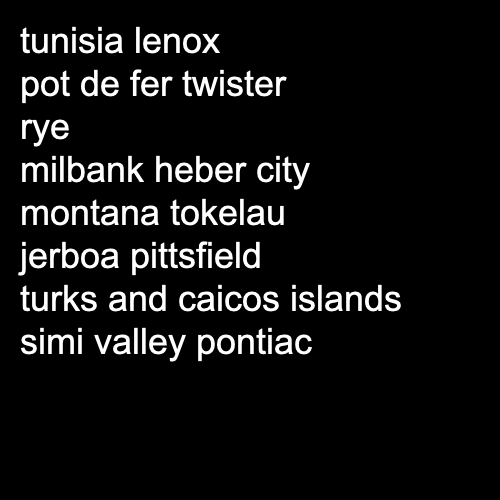 tunisia lenox
pot de fer twister
rye
milbank heber city
montana tokelau
jerboa pittsfield
turks and caicos islands
simi valley pontiac